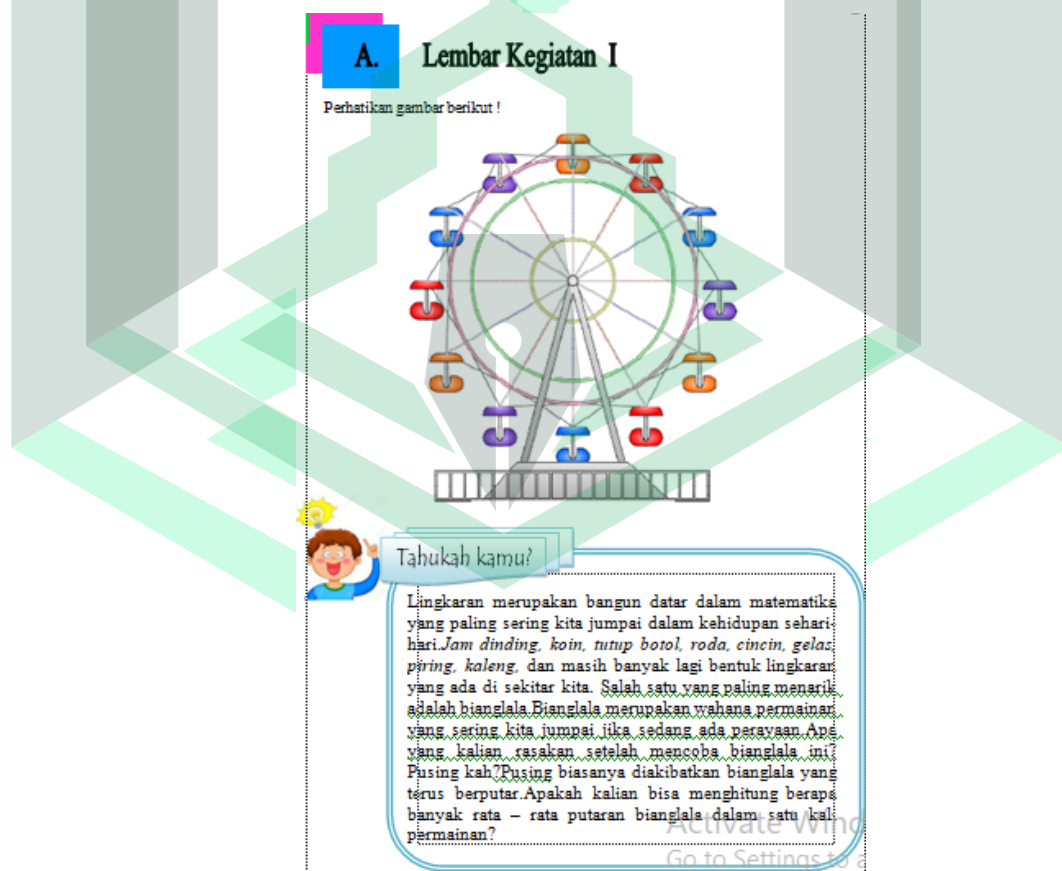 A. Lembar Kegiatan I
Perhatikan gambar berikut !
Tahukah kamu?
Lingkaran merupakan bangun datar dalam matematika
yang paling sering kita jumpai dalam kehidupan sehari-
hari.Jam dinding, koin, tutup botol, roda, cincin, gelas,
piring, kaleng, dan masih banyak lagi bentuk lingkaran
yang ada di sekitar kita. Salah satu yang paling menarik
adalah bianglala.Bianglala merupakan wahana permainan
yang sering kita jumpai jika sedang ada perayaan.Apa
yang kalian rasakan setelah mencoba bianglala ini?
Pusing kah?Pusing biasanya diakibatkan bianglala yang
terus berputar.Apakah kalian bisa menghitung berapa
banyak rata – rata putaran bianglala dalam satu kali
permainan?
Activate Wind
Go to Settings to a